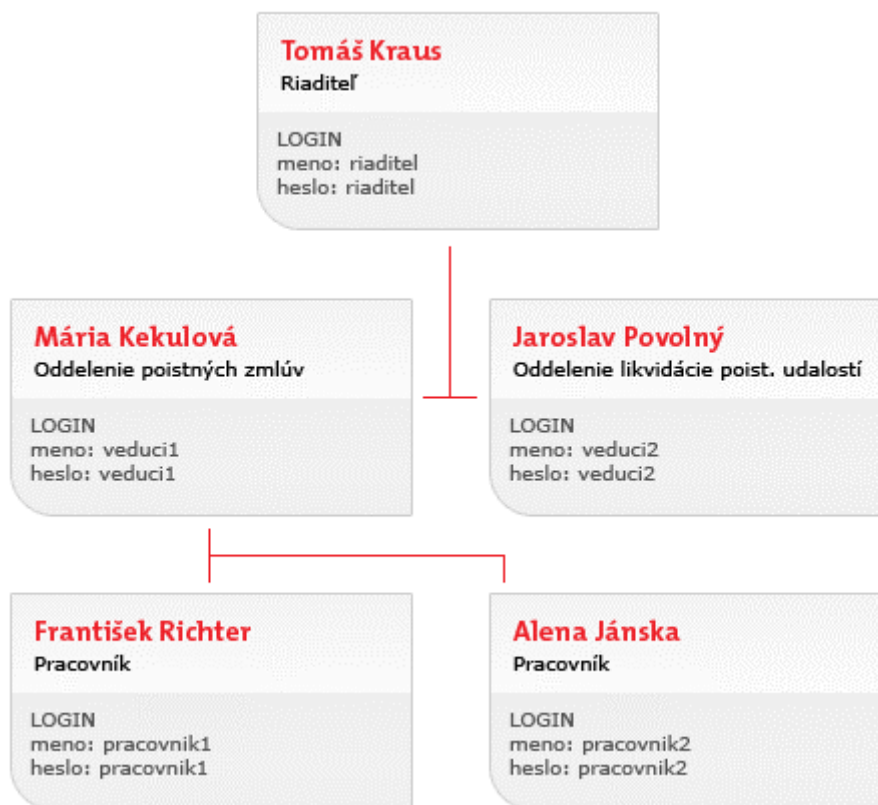 Tomáš Kraus
Riaditeľ
LOGIN
meno: riaditel
heslo: riaditel
Mária Kekulová
Oddelenie poistných zmlúv
LOGIN
meno: veduci1
heslo: veduci1
Jaroslav Povolný
Oddelenie likvidácie poist. udalostí
LOGIN
meno: veduci2
heslo: veduci2
František Richter
Pracovník
LOGIN
meno: pracovnik1
heslo: pracovnik1
Alena Jánska
Pracovník
LOGIN
meno: pracovnik2
heslo: pracovnik2